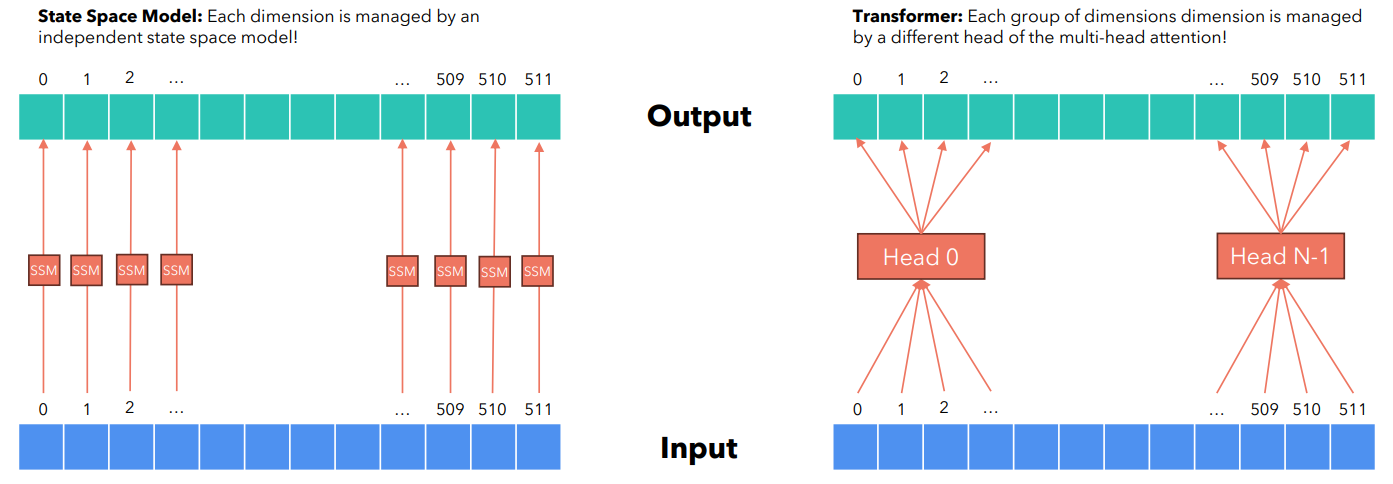 State Space Model: Each dimension is managed by an
independent state space model!
0 1 2 ... ... 509 510 511
SSM SSM SSM SSM SSM SSM SSM SSM
0 1 2 ... ... 509 510 511
Output
Input
Transformer: Each group of dimensions dimension is managed
by a different head of the multi-head attention!
0 1 2 ... ... 509 510 511
Head 0 Head N-1
0 1 2 ... ... 509 510 511